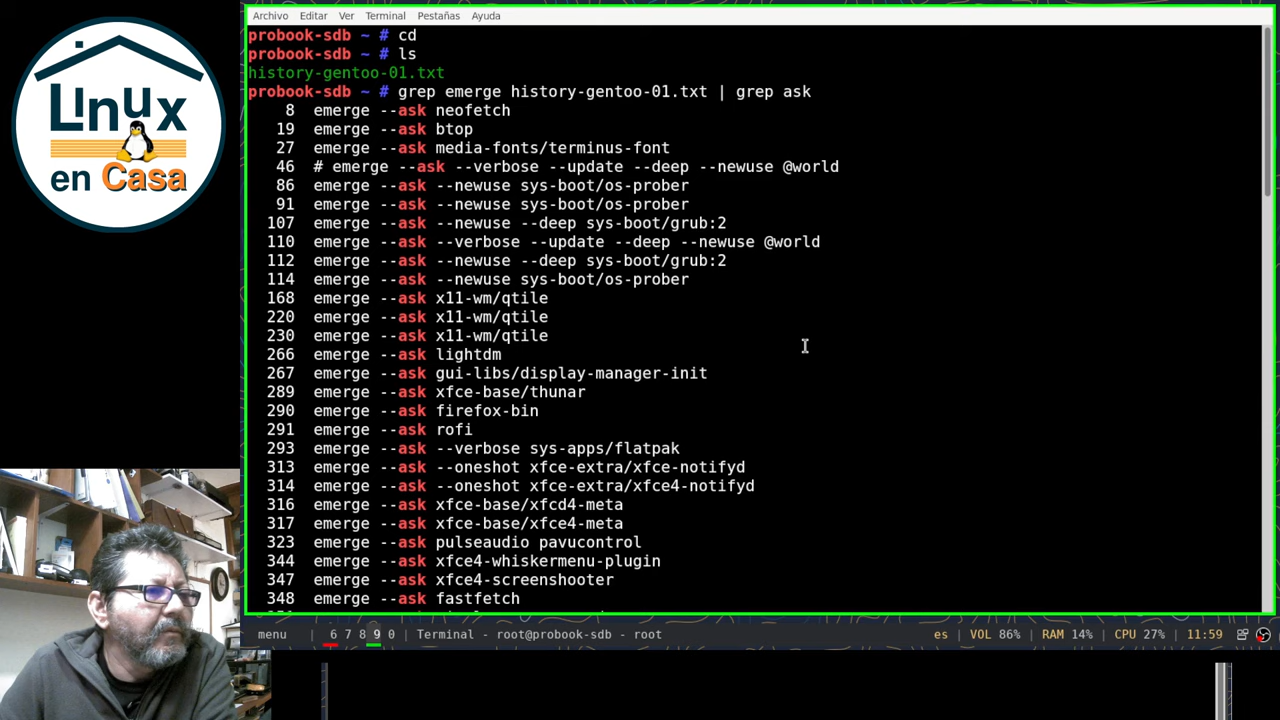 Linux
en Casa
Archivo Editar Ver Terminal Pestañas Ayuda
probook-sdb ~ # cd
probook-sdb ~ # ls
history-gentoo-01.txt
probook-sdb ~ # grep emerge history-gentoo-01.txt | grep ask
8 emerge --ask neofetch
19 emerge --ask btop
27 emerge --ask media-fonts/terminus-font
46 # emerge --ask --verbose --update --deep --newuse @world
86 emerge --ask --newuse sys-boot/os-prober
91 emerge --ask --newuse sys-boot/os-prober
107 emerge --ask --newuse --deep sys-boot/grub:2
110 emerge --ask --verbose --update --deep --newuse @world
112 emerge --ask --newuse --deep sys-boot/grub:2
114 emerge --ask --newuse sys-boot/os-prober
168 emerge --ask x11-wm/qtile
220 emerge --ask x11-wm/qtile
230 emerge --ask x11-wm/qtile
266 emerge --ask lightdm
267 emerge --ask gui-libs/display-manager-init
289 emerge --ask xfce-base/thunar
290 emerge --ask firefox-bin
291 emerge --ask rofi
293 emerge --ask --verbose sys-apps/flatpak
313 emerge --ask --oneshot xfce-extra/xfce-notifyd
314 emerge --ask --oneshot xfce-extra/xfce4-notifyd
316 emerge --ask xfce-base/xfcd4-meta
317 emerge --ask xfce-base/xfce4-meta
323 emerge --ask pulseaudio pavucontrol
344 emerge --ask xfce4-whiskermenu-plugin
347 emerge --ask xfce4-screenshooter
348 emerge --ask fastfetch
menu | 6 7 8 9 0 | Terminal - root@probook-sdb - root es | VOL 86% | RAM 14% | CPU 27% | 11:59